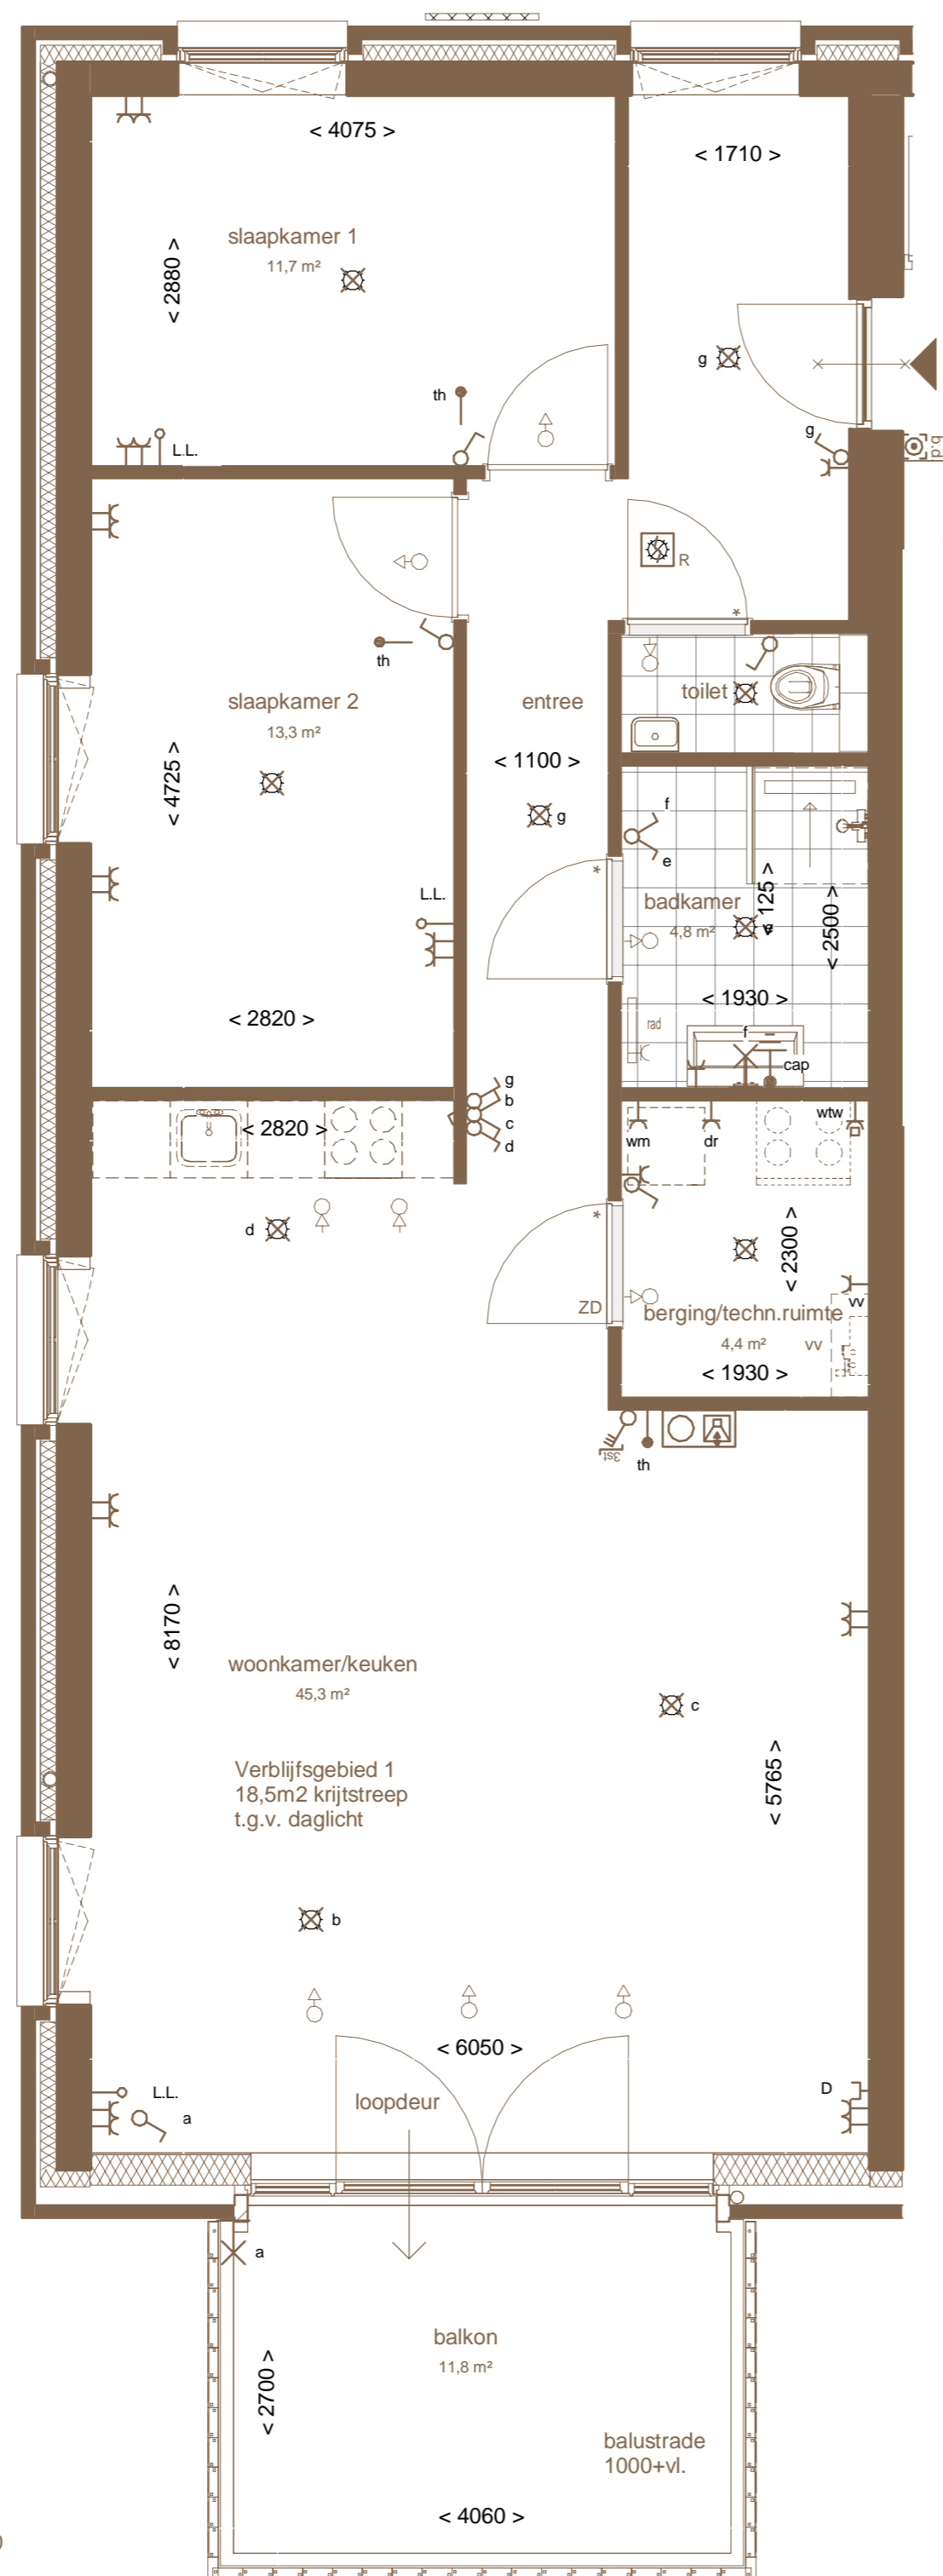 < 4075 >
< 1710 >
slaapkamer 1
11,7 m²
< 2880 >
g
th
g
L.L.
b.d
R
*
th
slaapkamer 2
13,3 m²
entree
toilet
< 4725 >
< 1100 >
g
f
e
*
badkamer
4,8 m²
< 2500 >
L.L.
< 2820 >
< 1930 >
rad
f
cap
g
b
c
d
< 2820 >
wm
dr
wtw
d
*
< 2300 >
ZD
berging/techn.ruimte
4,4 m²
vv
vv
< 1930 >
3st
th
< 8170 >
woonkamer/keuken
45,3 m²
c
Verblijfsgebied 1
18,5m2 krijtstreep
t.g.v. daglicht
< 5765 >
b
< 6050 >
L.L.
a
loopdeur
D
a
balkon
11,8 m²
< 2700 >
balustrade
1000+vl.
< 4060 >